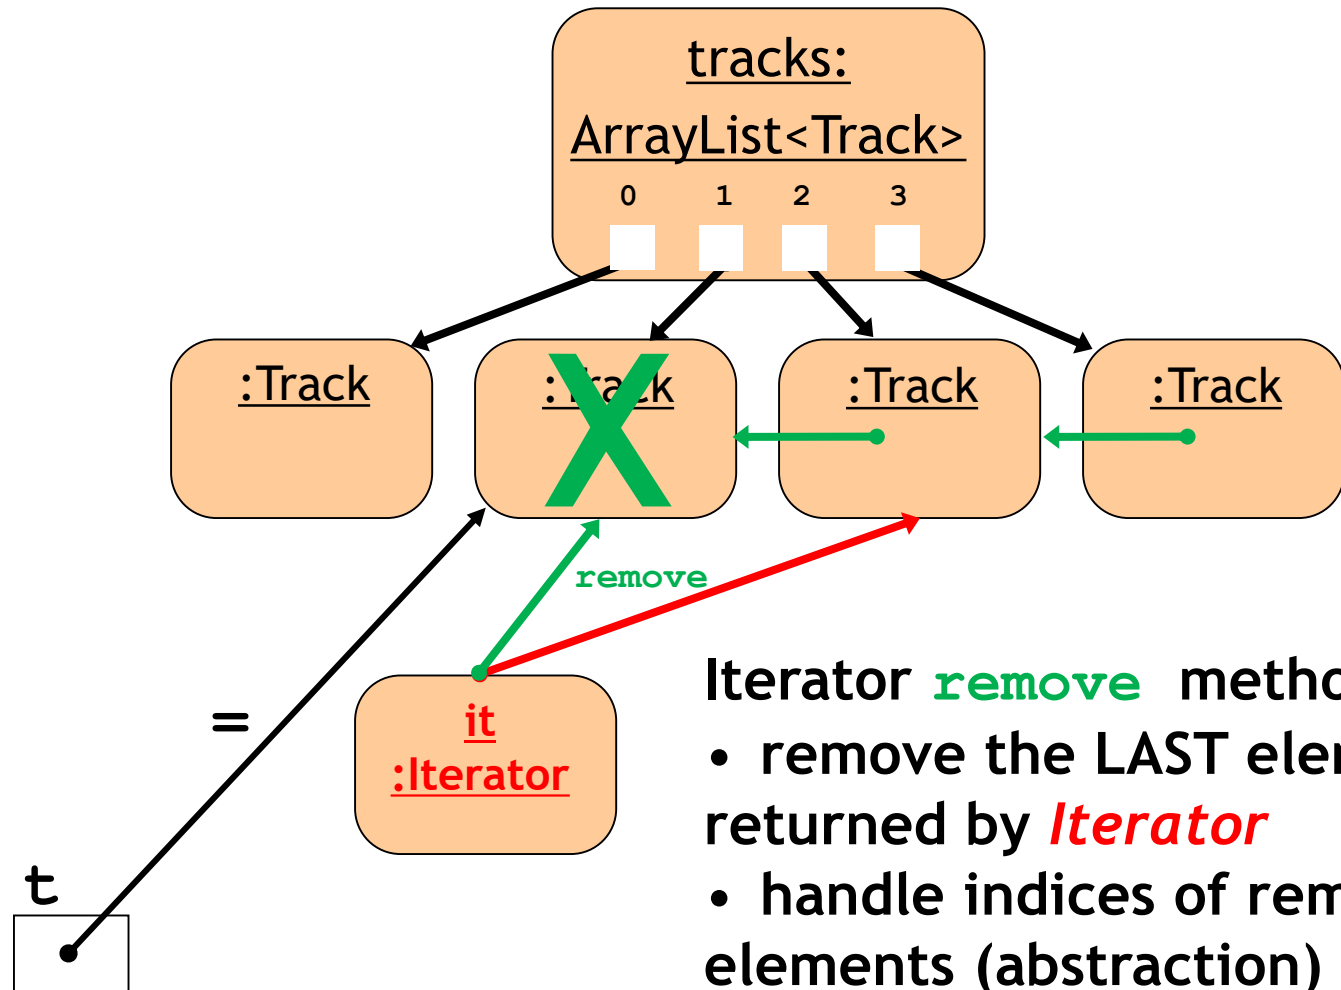 tracks:
ArrayList<Track>
0 1 2 3
:Track :Track :Track :Track
remove
=
it
:Iterator
t
Iterator remove
• remove the LAST
returned by Iterator
• handle indices of
elements (abstraction)